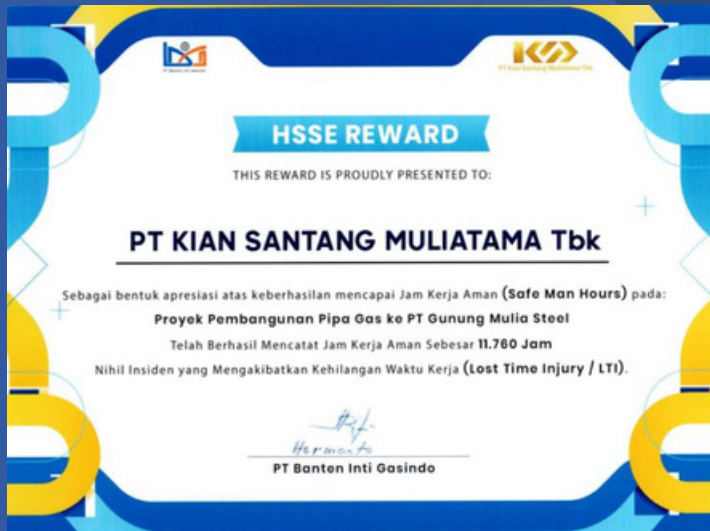 PT Banten Inti Gasindo
PT Kian Santang Muliatama Tbk
HSSE REWARD
THIS REWARD IS PROUDLY PRESENTED TO:
PT KIAN SANTANG MULIATAMA Tbk
Sebagai bentuk apresiasi atas keberhasilan mencapai Jam Kerja Aman (Safe Man Hours) pada:
Proyek Pembangunan Pipa Gas ke PT Gunung Mulia Steel
Telah Berhasil Mencatat Jam Kerja Aman Sebesar 11.760 Jam
Nihil Insiden yang Mengakibatkan Kehilangan Waktu Kerja (Lost Time Injury / LTI).
Hermanto
PT Banten Inti Gasindo